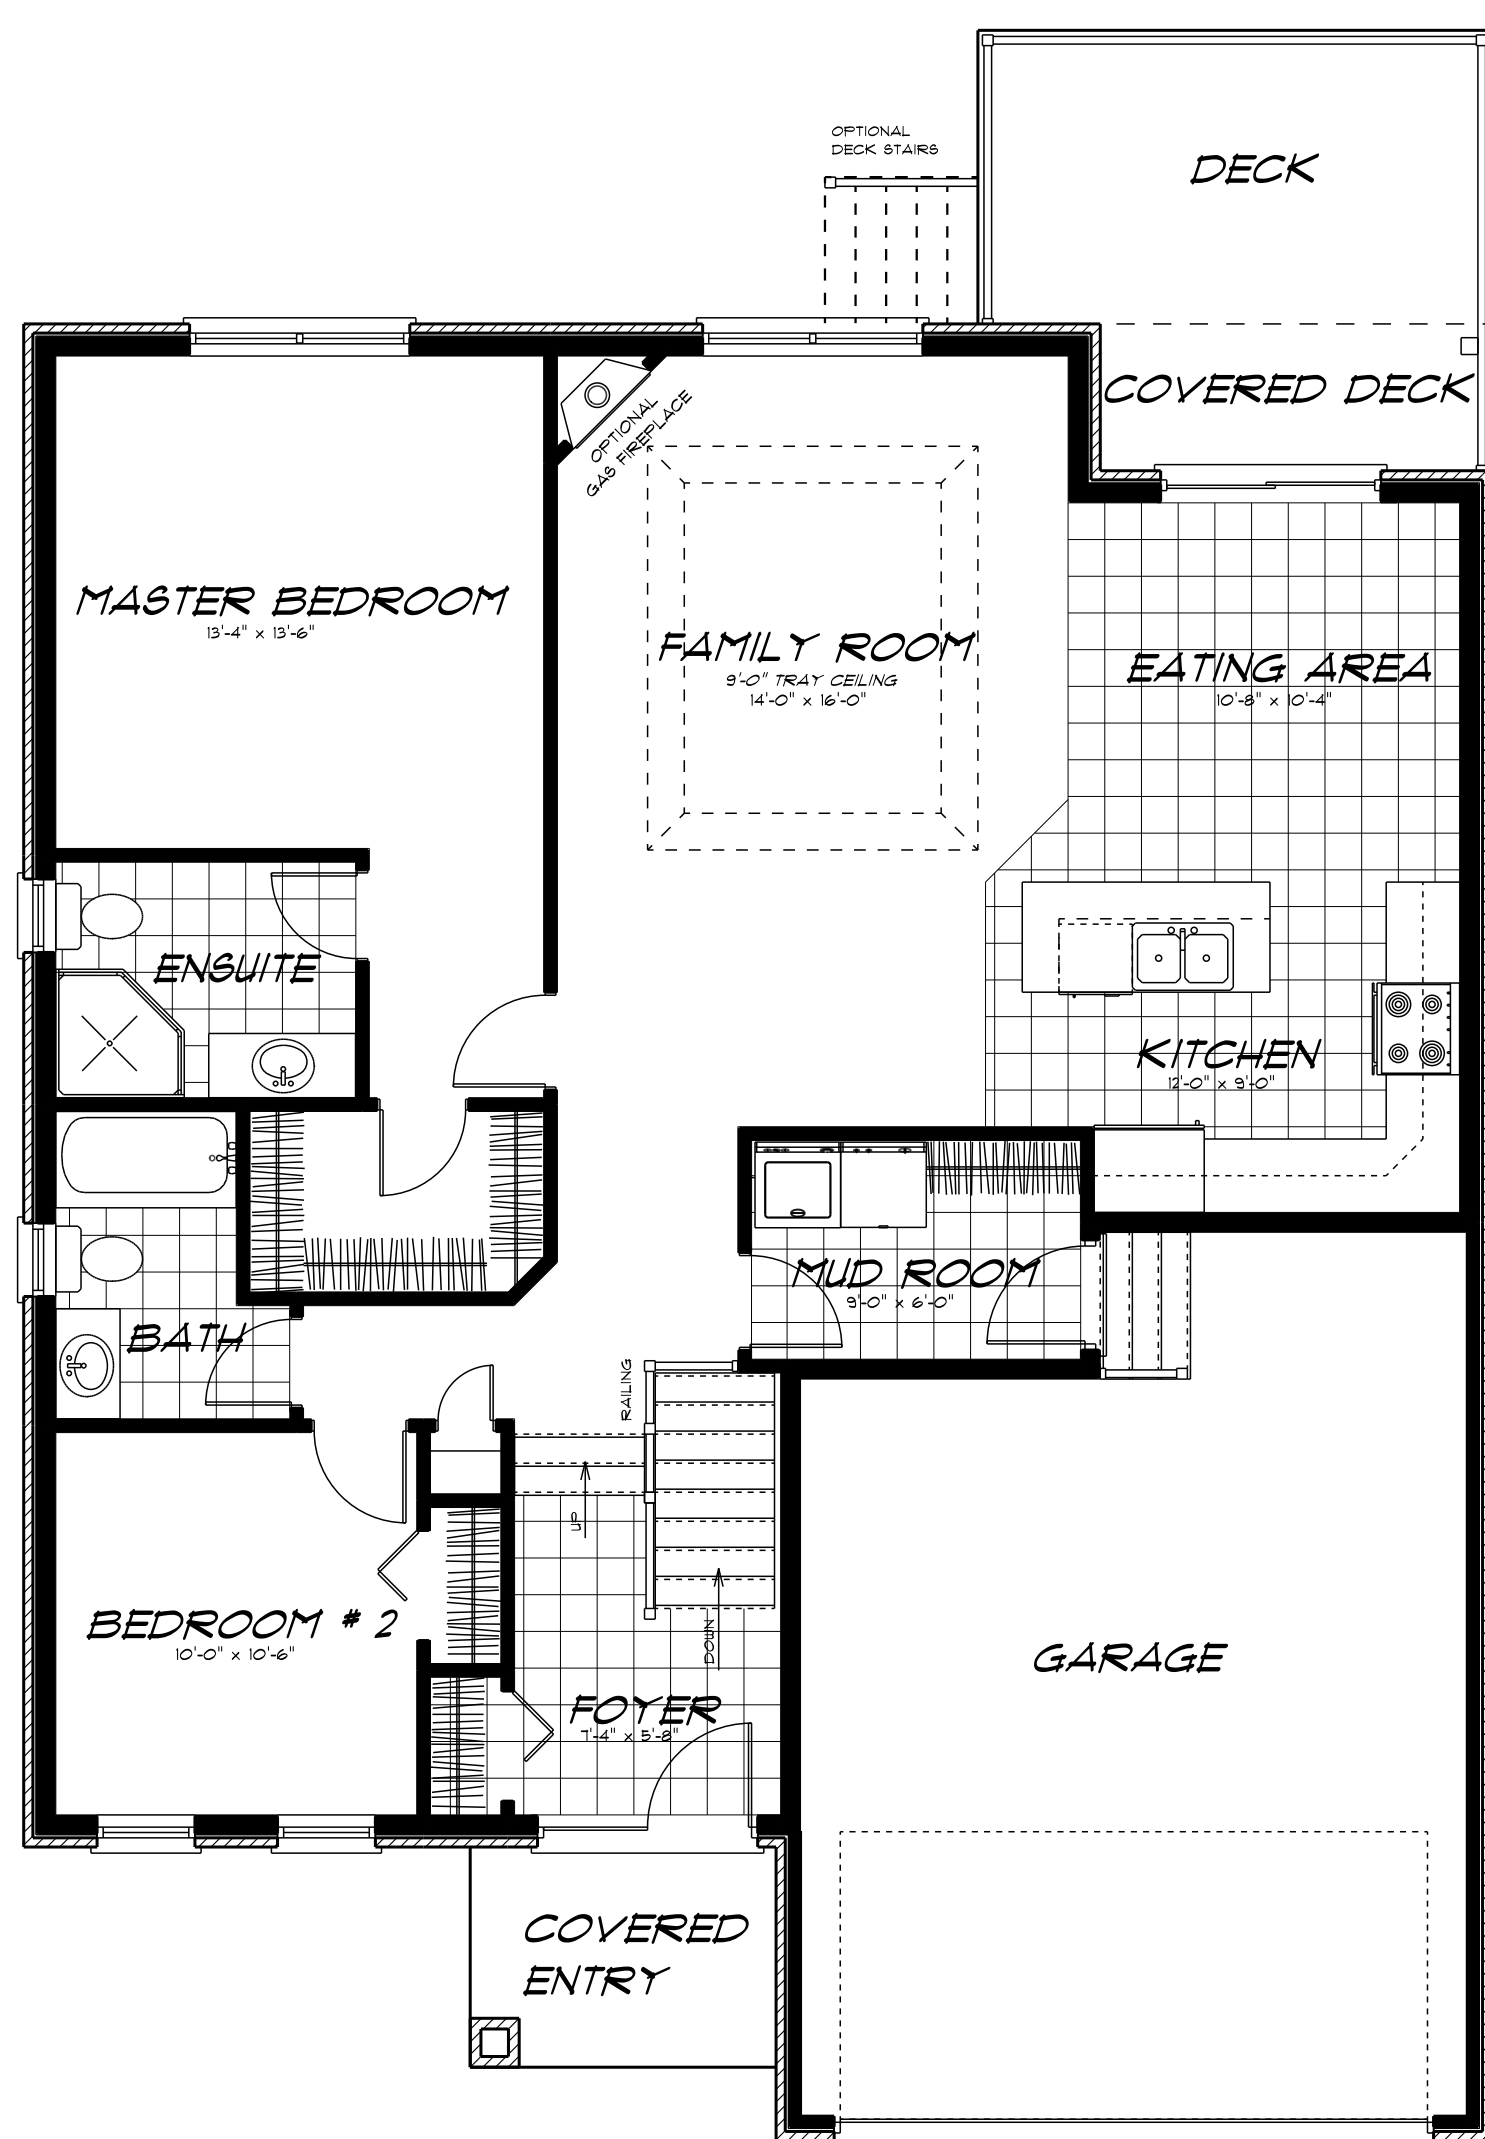 OPTIONAL
DECK STAIRS
DECK
COVERED DECK
OPTIONAL
GAS FIREPLACE
MASTER BEDROOM
13'-4" x 13'-6"
FAMILY ROOM
9'-0" TRAY CEILING
14'-0" x 16'-0"
EATING AREA
10'-8" x 10'-4"
ENSUITE
KITCHEN
12'-0" x 9'-0"
MUD ROOM
9'-0" x 6'-0"
BATH
RAILING
UP
BEDROOM # 2
10'-0" x 10'-6"
DOWN
GARAGE
FOYER
7'-4" x 5'-8"
COVERED
ENTRY